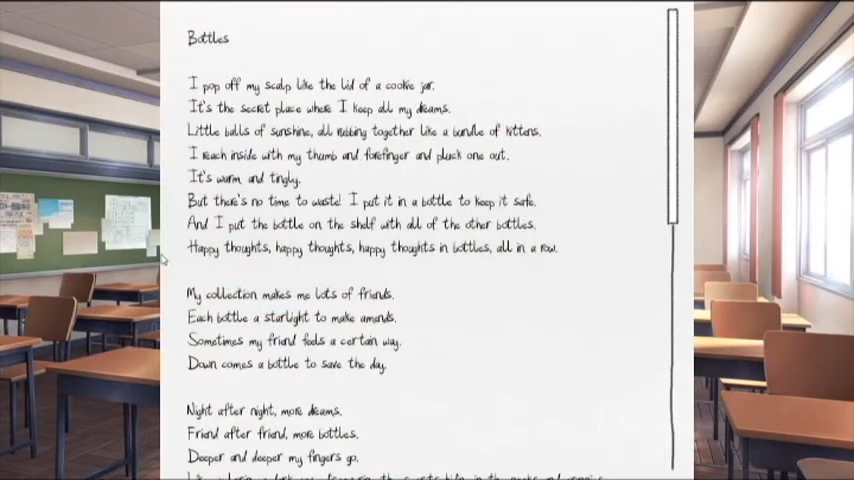 Bottles
I pop off my scalp like the lid of a cookie jar.
It's the secret place where I keep all my dreams.
Little balls of sunshine, all rubbing together like a bundle of kittens.
I reach inside with my thumb and forefinger and pluck one out.
It's warm and tingly.
But there's no time to waste! I put it in a bottle to keep it safe.
And I put the bottle on the shelf with all of the other bottles.
Happy thoughts, happy thoughts, happy thoughts in bottles, all in a row.
My collection makes me lots of friends.
Each bottle a starlight to make amends.
Sometimes my friend feels a certain way.
Down comes a bottle to save the day.
Night after night, more dreams.
Friend after friend, more bottles.
Deeper and deeper my fingers go.